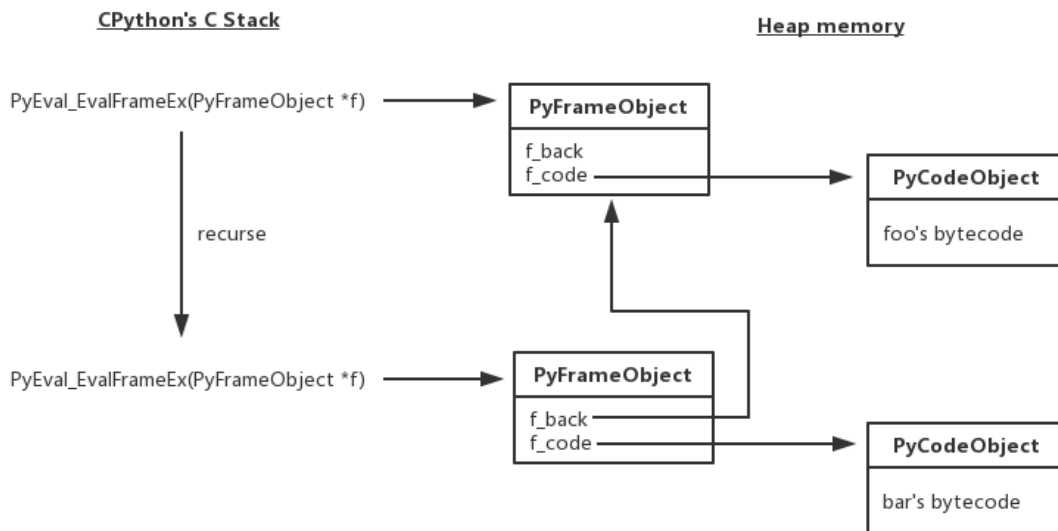 CPython's C Stack
Heap memory
PyEval_EvalFrameEx(PyFrameObject *f)
PyFrameObject
f_back
f_code
PyCodeObject
foo's bytecode
recurse
PyEval_EvalFrameEx(PyFrameObject *f)
PyFrameObject
f_back
f_code
PyCodeObject
bar's bytecode